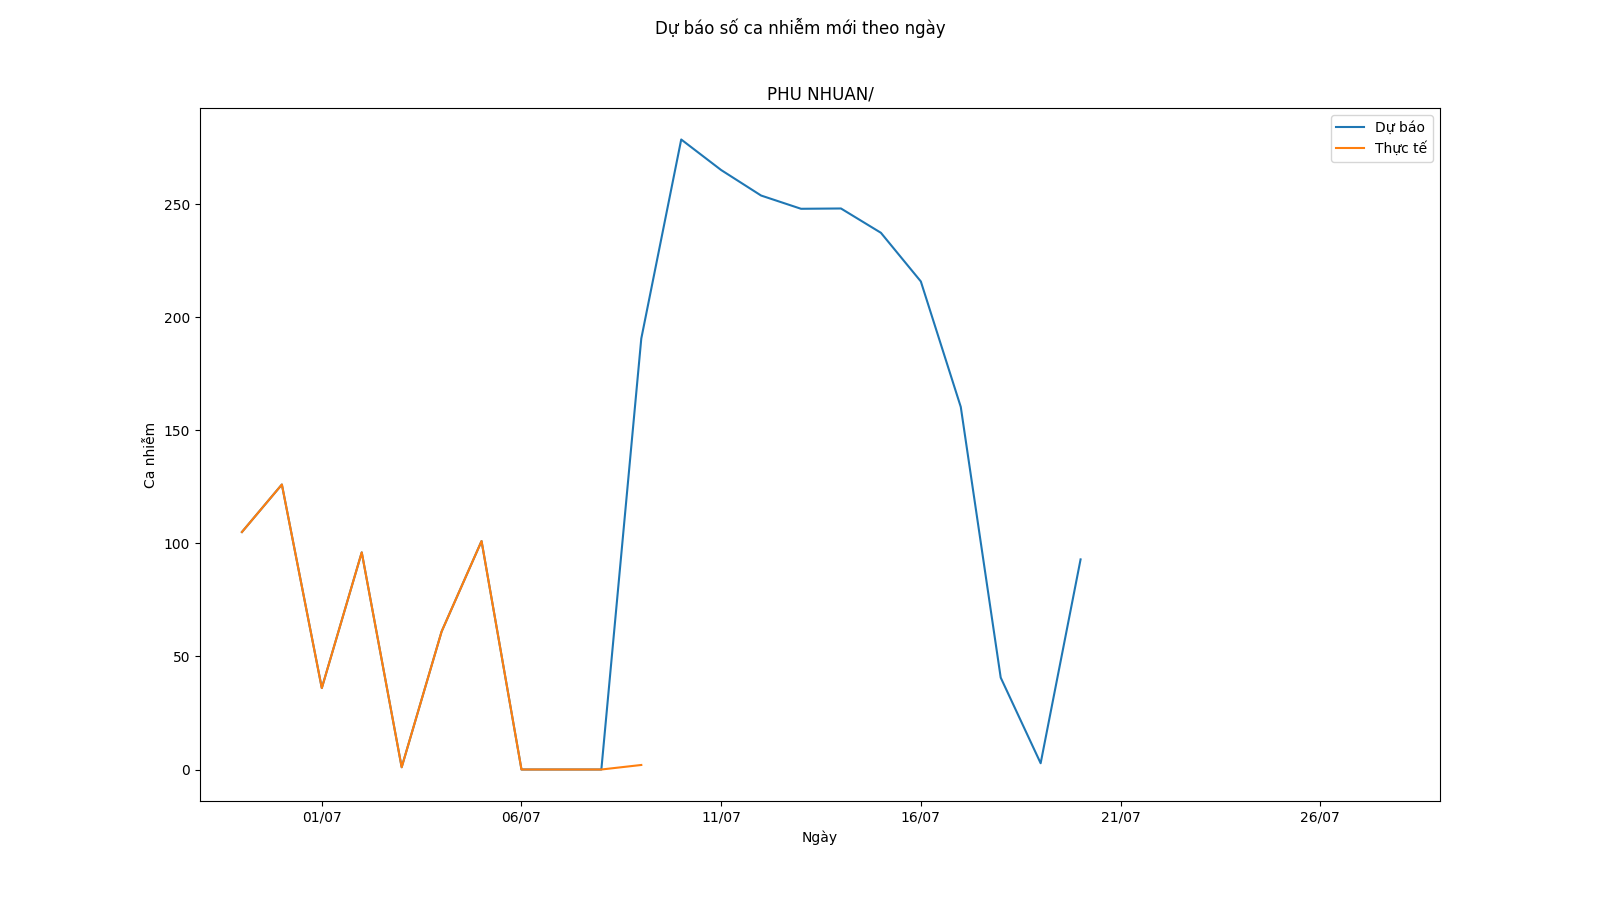 Dự báo số ca nhiễm mới theo ngày
PHU NHUAN/
Dự báo
Thực tế
250
200
150
100
50
0
Ca nhiễm
01/07 06/07 11/07 16/07 21/07 26/07
Ngày